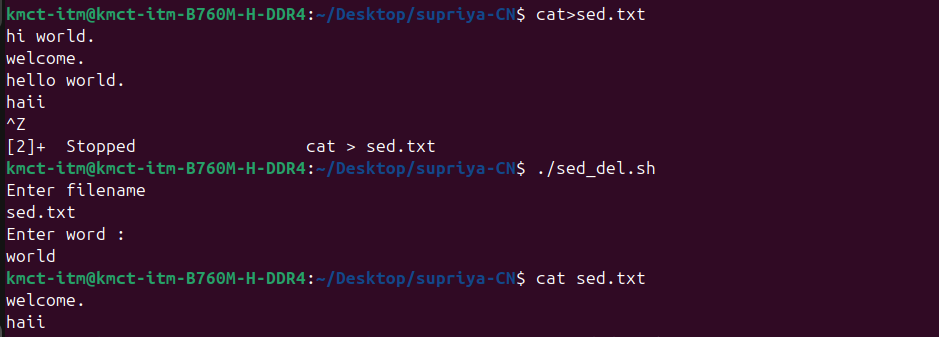 kmct-itm@kmct-itm-B760M-H-DDR4:~/Desktop/supriya-CN$ cat>sed.txt
hi world.
welcome.
hello world.
haii
^Z
[2]+  Stopped                 cat > sed.txt
kmct-itm@kmct-itm-B760M-H-DDR4:~/Desktop/supriya-CN$ ./sed_del.sh
Enter filename
sed.txt
Enter word :
world
kmct-itm@kmct-itm-B760M-H-DDR4:~/Desktop/supriya-CN$ cat sed.txt
welcome.
haii